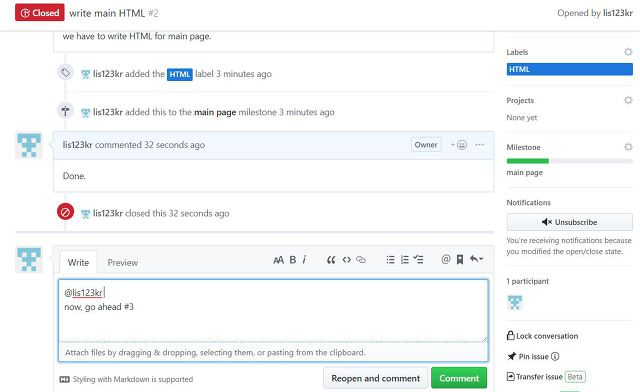 Closed write main HTML #2 Opened by lis123kr
we have to write HTML for main page.
lis123kr added the HTML label 3 minutes ago
lis123kr added this to the main page milestone 3 minutes ago
lis123kr commented 32 seconds ago Owner
Done.
lis123kr closed this 32 seconds ago
Write Preview
AA B i
@lis123kr
now, go ahead #3
Attach files by dragging & dropping, selecting them, or pasting from the clipboard.
Styling with Markdown is supported Reopen and comment Comment
Labels
HTML
Projects
None yet
Milestone
main page
Notifications
Unsubscribe
You're receiving notifications because
you modified the open/close state.
1 participant
Lock conversation
Pin issue
Transfer issue Beta